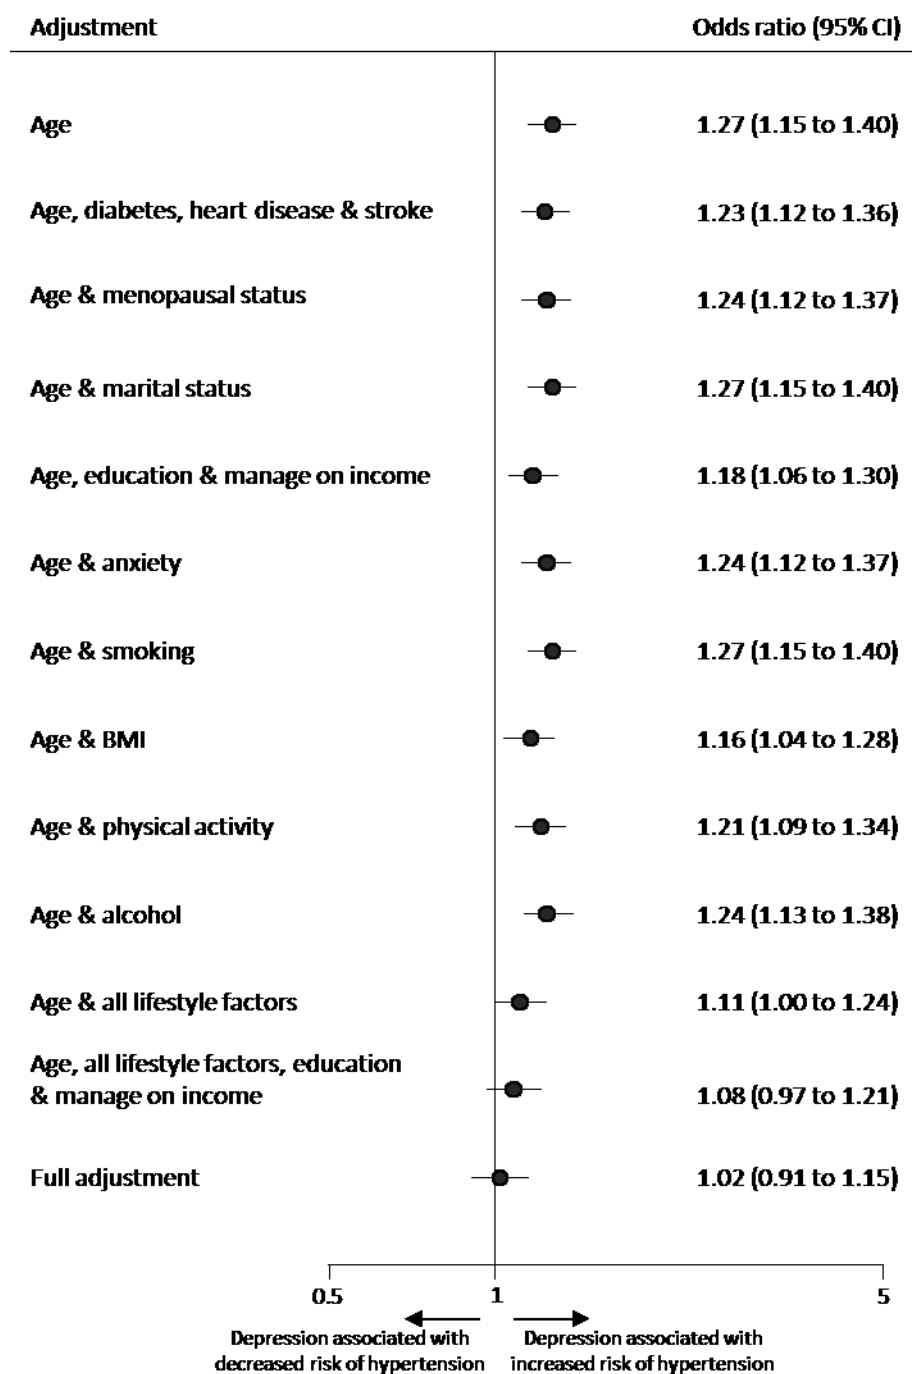 Adjustment Odds ratio (95% CI)
Age 1.27 (1.15 to 1.40)
Age, diabetes, heart disease & stroke 1.23 (1.12 to 1.36)
Age & menopausal status 1.24 (1.12 to 1.37)
Age & marital status 1.27 (1.15 to 1.40)
Age, education & manage on income 1.18 (1.06 to 1.30)
Age & anxiety 1.24 (1.12 to 1.37)
Age & smoking 1.27 (1.15 to 1.40)
Age & BMI 1.16 (1.04 to 1.28)
Age & physical activity 1.21 (1.09 to 1.34)
Age & alcohol 1.24 (1.13 to 1.38)
Age & all lifestyle factors 1.11 (1.00 to 1.24)
Age, all lifestyle factors, education
& manage on income 1.08 (0.97 to 1.21)
Full adjustment 1.02 (0.91 to 1.15)
0.5 1 5
Depression associated with
decreased risk of hypertension
Depression associated with
increased risk of hypertension